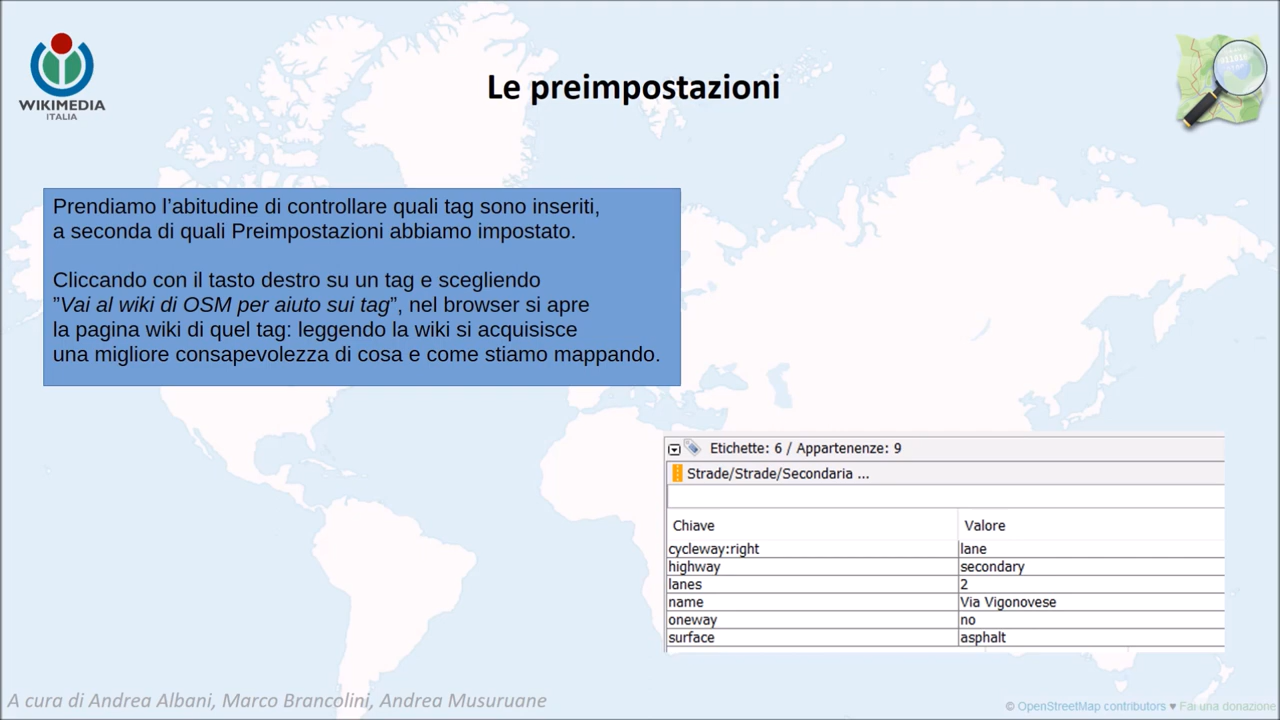 WIKIMEDIA
ITALIA
Le preimpostazioni
Prendiamo l’abitudine di controllare quali tag sono inseriti,
a seconda di quali Preimpostazioni abbiamo impostato.
Cliccando con il tasto destro su un tag e scegliendo
”Vai al wiki di OSM per aiuto sui tag”, nel browser si apre
la pagina wiki di quel tag: leggendo la wiki si acquisisce
una migliore consapevolezza di cosa e come stiamo mappando.
Etichette: 6 / Appartenenze: 9
Strade/Strade/Secondaria ...
Chiave Valore
cycleway:right lane
highway secondary
lanes 2
name Via Vigonovese
oneway no
surface asphalt
A cura di Andrea Albani, Marco Brancolini, Andrea Musuruane
© OpenStreetMap contributors ♥ Fai una donazione